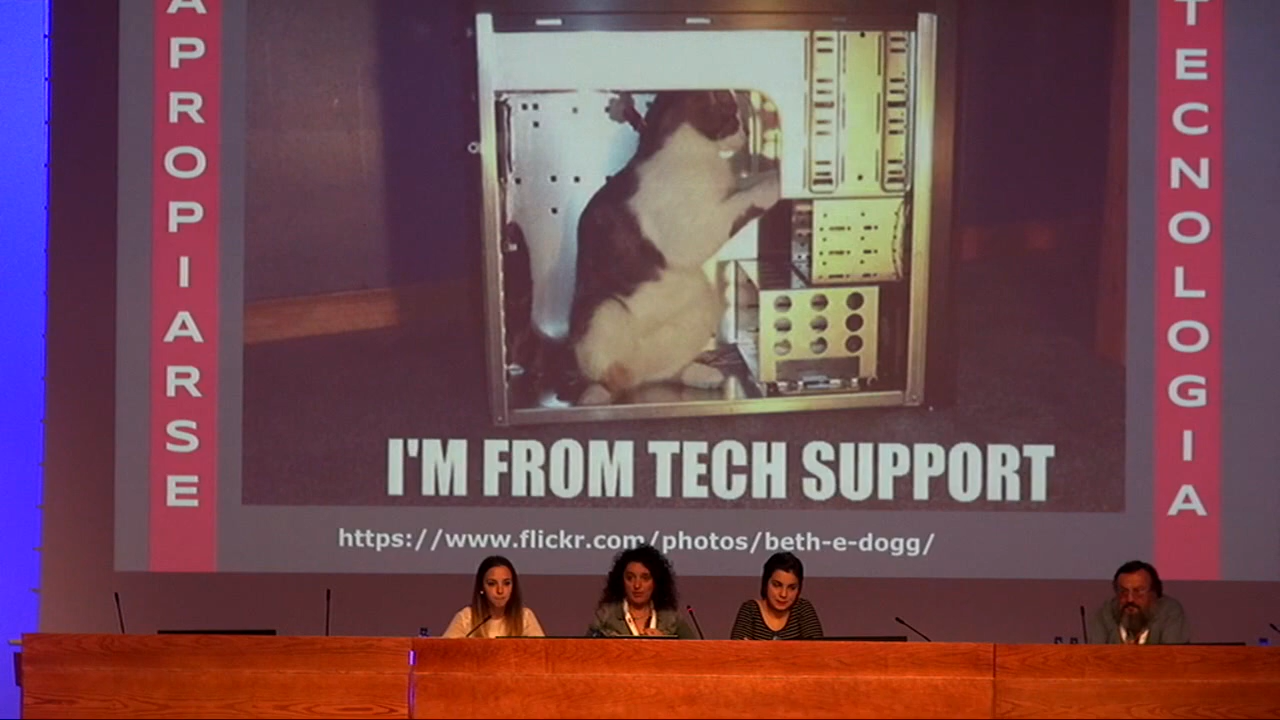 APROPIARSE
I'M FROM TECH SUPPORT
https://www.flickr.com/photos/beth-e-dogg/
TECNOLOGIA